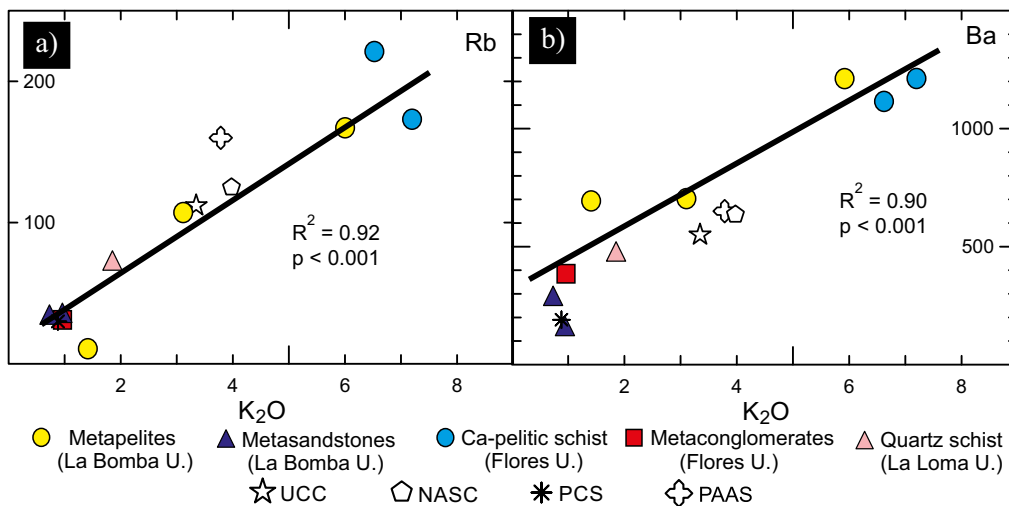 a)
Rb
200
100
R² = 0.92
p < 0.001
2
4
6
8
K₂O
b)
Ba
1000
500
R² = 0.90
p < 0.001
2
4
6
8
K₂O
Metapelites
(La Bomba U.)
Metasandstones
(La Bomba U.)
Ca-pelitic schist
(Flores U.)
Metaconglomerates
(Flores U.)
Quartz schist
(La Loma U.)
UCC
NASC
PCS
PAAS